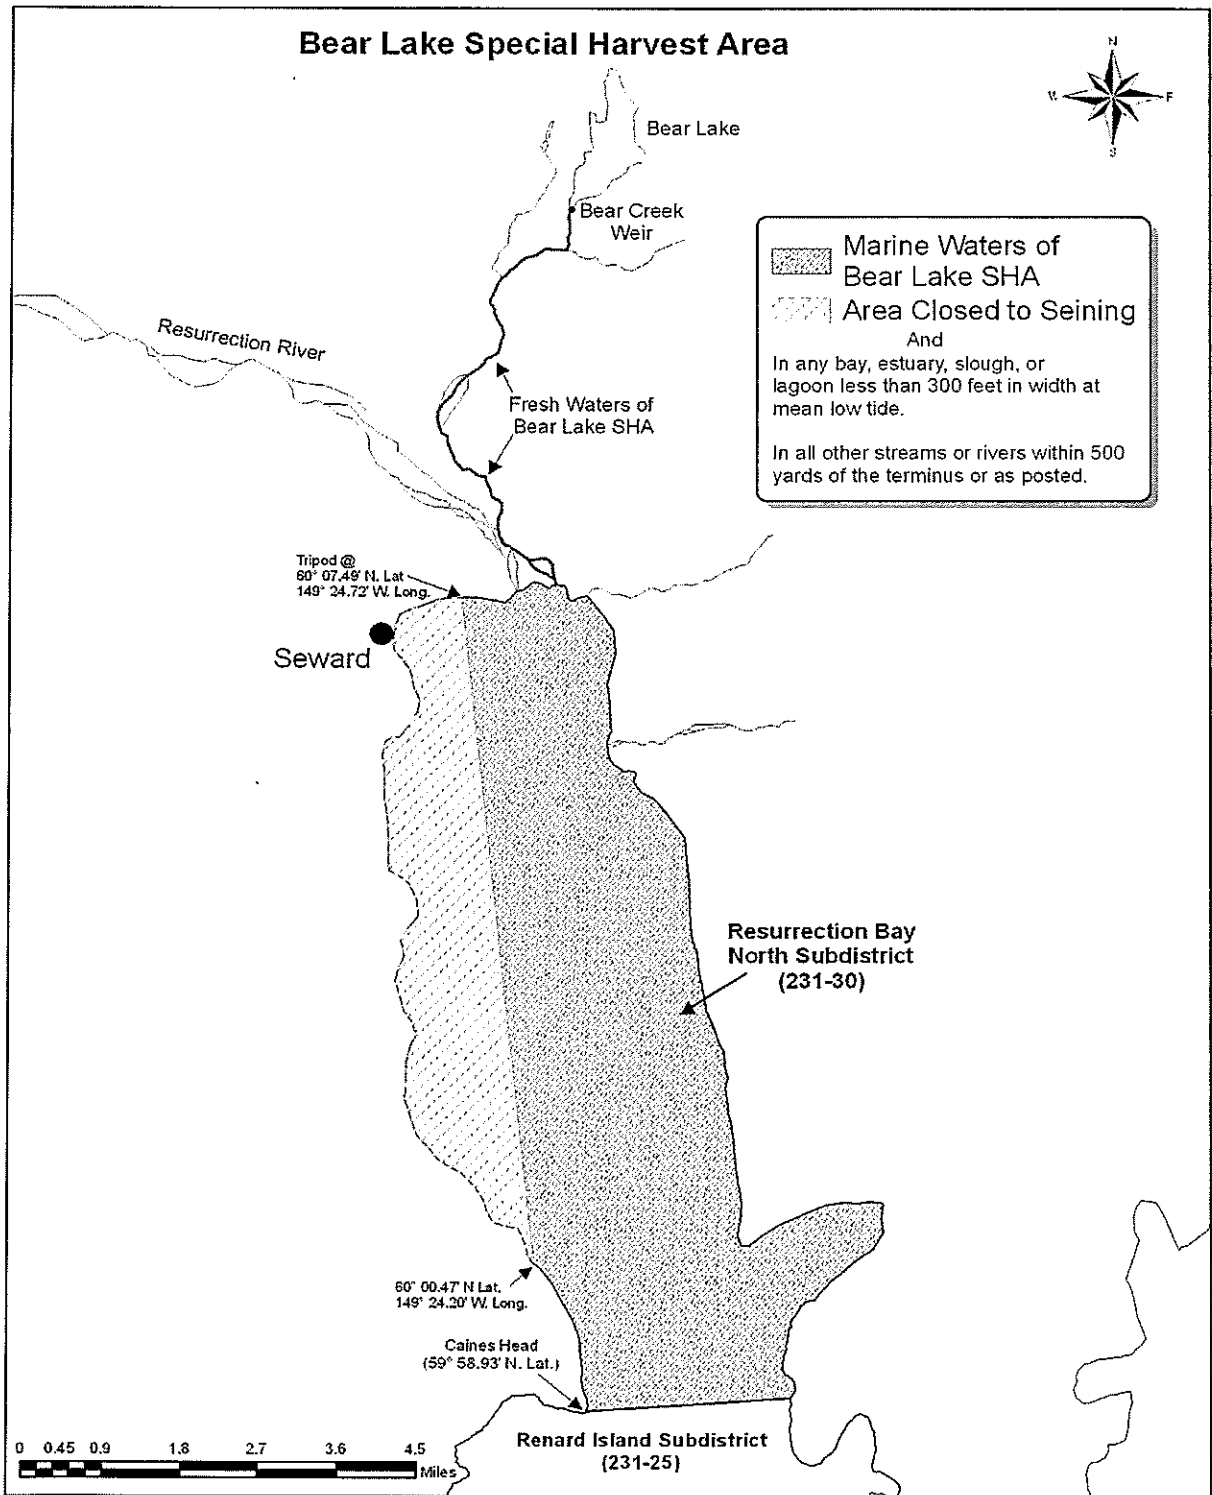 Bear Lake Special Harvest Area
N
W
E
S
Bear Lake
Bear Creek
Weir
Marine Waters of
Bear Lake SHA
Area Closed to Seining
And
In any bay, estuary, slough, or
lagoon less than 300 feet in width at
mean low tide.
In all other streams or rivers within 500
yards of the terminus or as posted.
Resurrection River
Fresh Waters of
Bear Lake SHA
Tripod @
60° 07.49' N. Lat
149° 24.72' W. Long.
Seward
Resurrection Bay
North Subdistrict
(231-30)
60° 00.47' N Lat.
149° 24.20' W. Long.
Caines Head
(59° 58.93' N. Lat.)
Renard Island Subdistrict
(231-25)
0 0.45 0.9 1.8 2.7 3.6 4.5
Miles